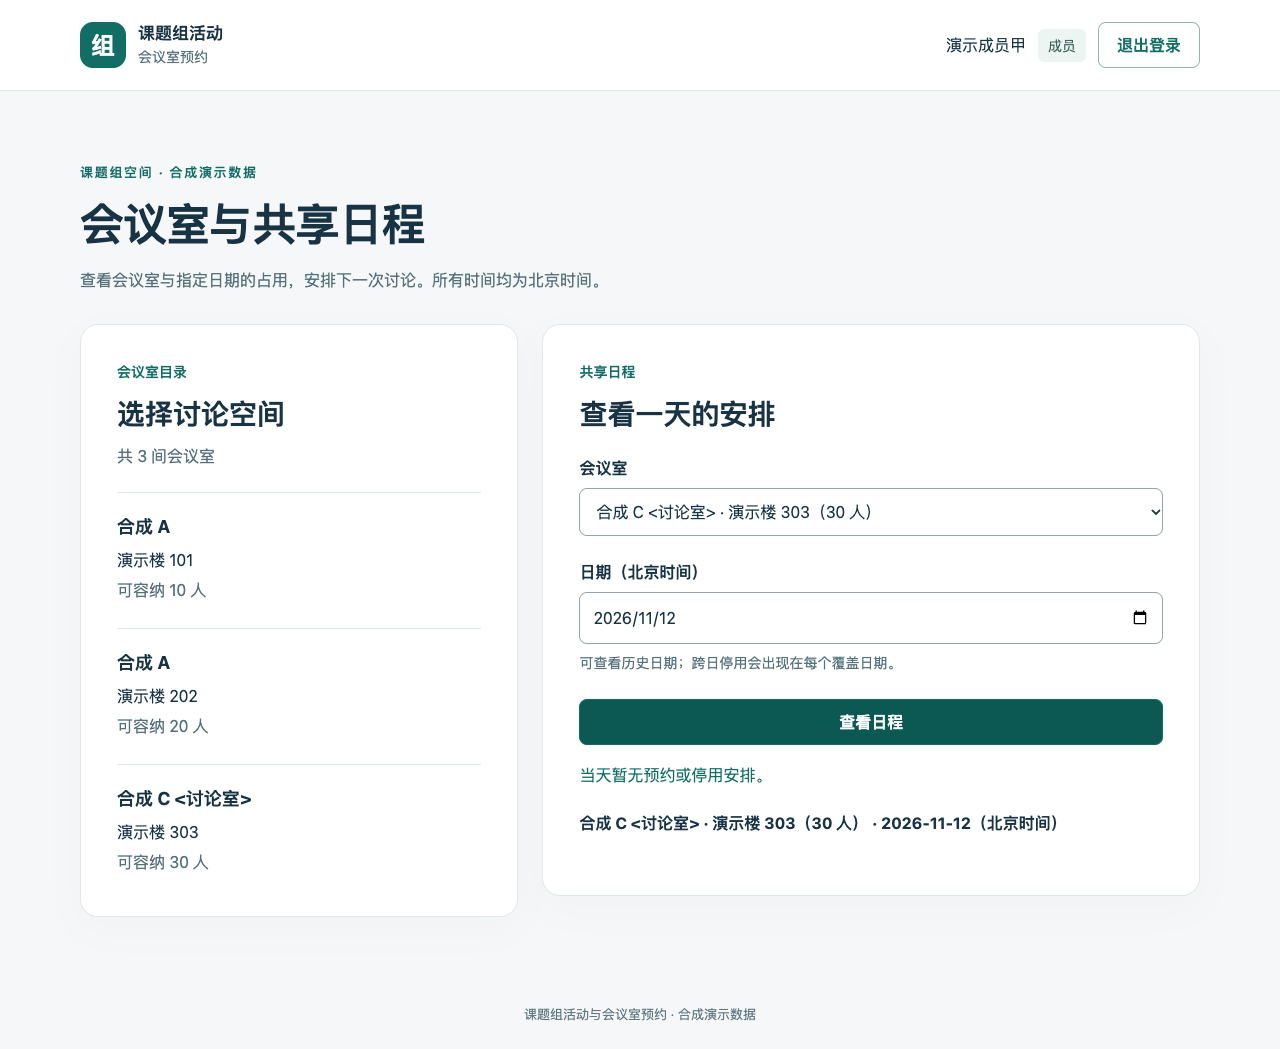 组
课题组活动
会议室预约
演示成员甲
成员
退出登录
课题组空间 · 合成演示数据
会议室与共享日程
查看会议室与指定日期的占用，安排下一次讨论。所有时间均为北京时间。
会议室目录
选择讨论空间
共 3 间会议室
合成 A
演示楼 101
可容纳 10 人
合成 A
演示楼 202
可容纳 20 人
合成 C <讨论室>
演示楼 303
可容纳 30 人
共享日程
查看一天的安排
会议室
合成 C <讨论室> · 演示楼 303（30 人）
日期（北京时间）
2026/11/12
可查看历史日期；跨日停用会出现在每个覆盖日期。
查看日程
当天暂无预约或停用安排。
合成 C <讨论室> · 演示楼 303（30 人） · 2026-11-12（北京时间）
课题组活动与会议室预约 · 合成演示数据